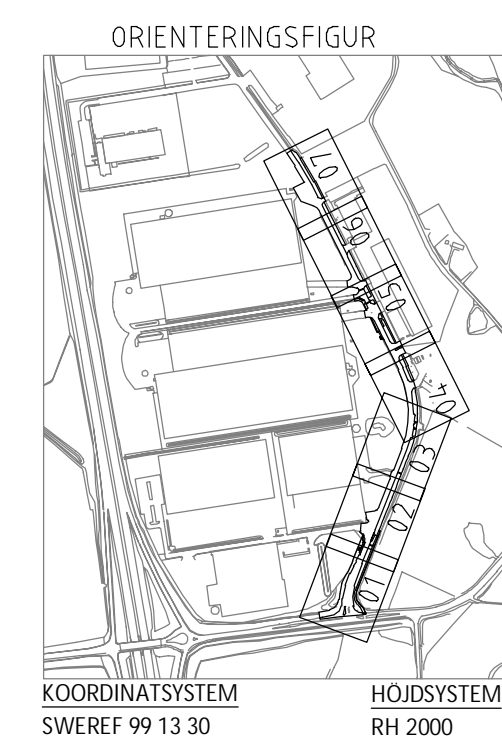 ORIENTERINGSFIGUR
07
06
05
04
03
02
01
KOORDINATSYSTEM
SWEREF 99 13 30
HÖJDSYSTEM
RH 2000